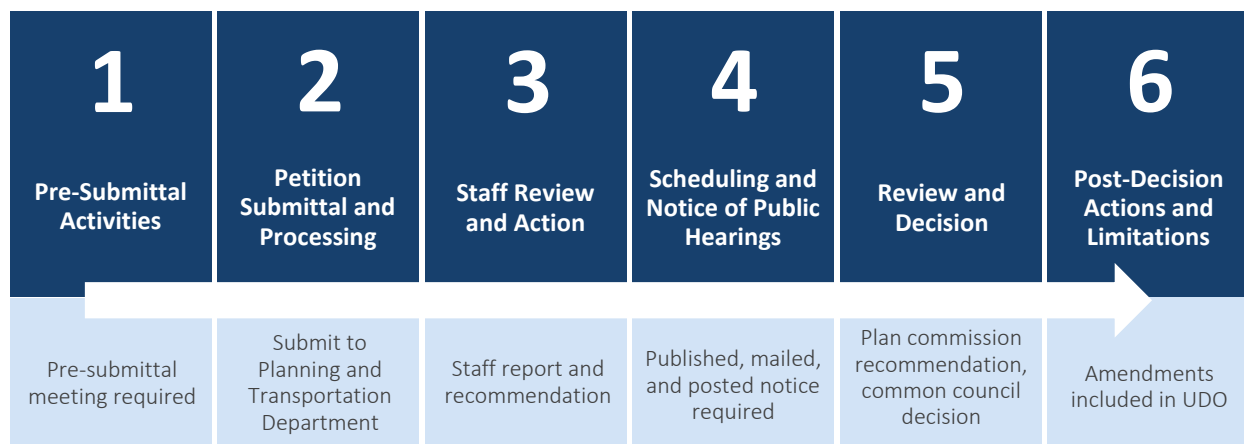 1
Pre-Submittal
Activities
Pre-submittal
meeting required
2
Petition
Submittal and
Processing
Submit to
Planning and
Transportation
Department
3
Staff Review
and Action
Staff report and
recommendation
4
Scheduling and
Notice of Public
Hearings
Published, mailed,
and posted notice
required
5
Review and
Decision
Plan commission
recommendation,
common council
decision
6
Post-Decision
Actions and
Limitations
Amendments
included in UDO